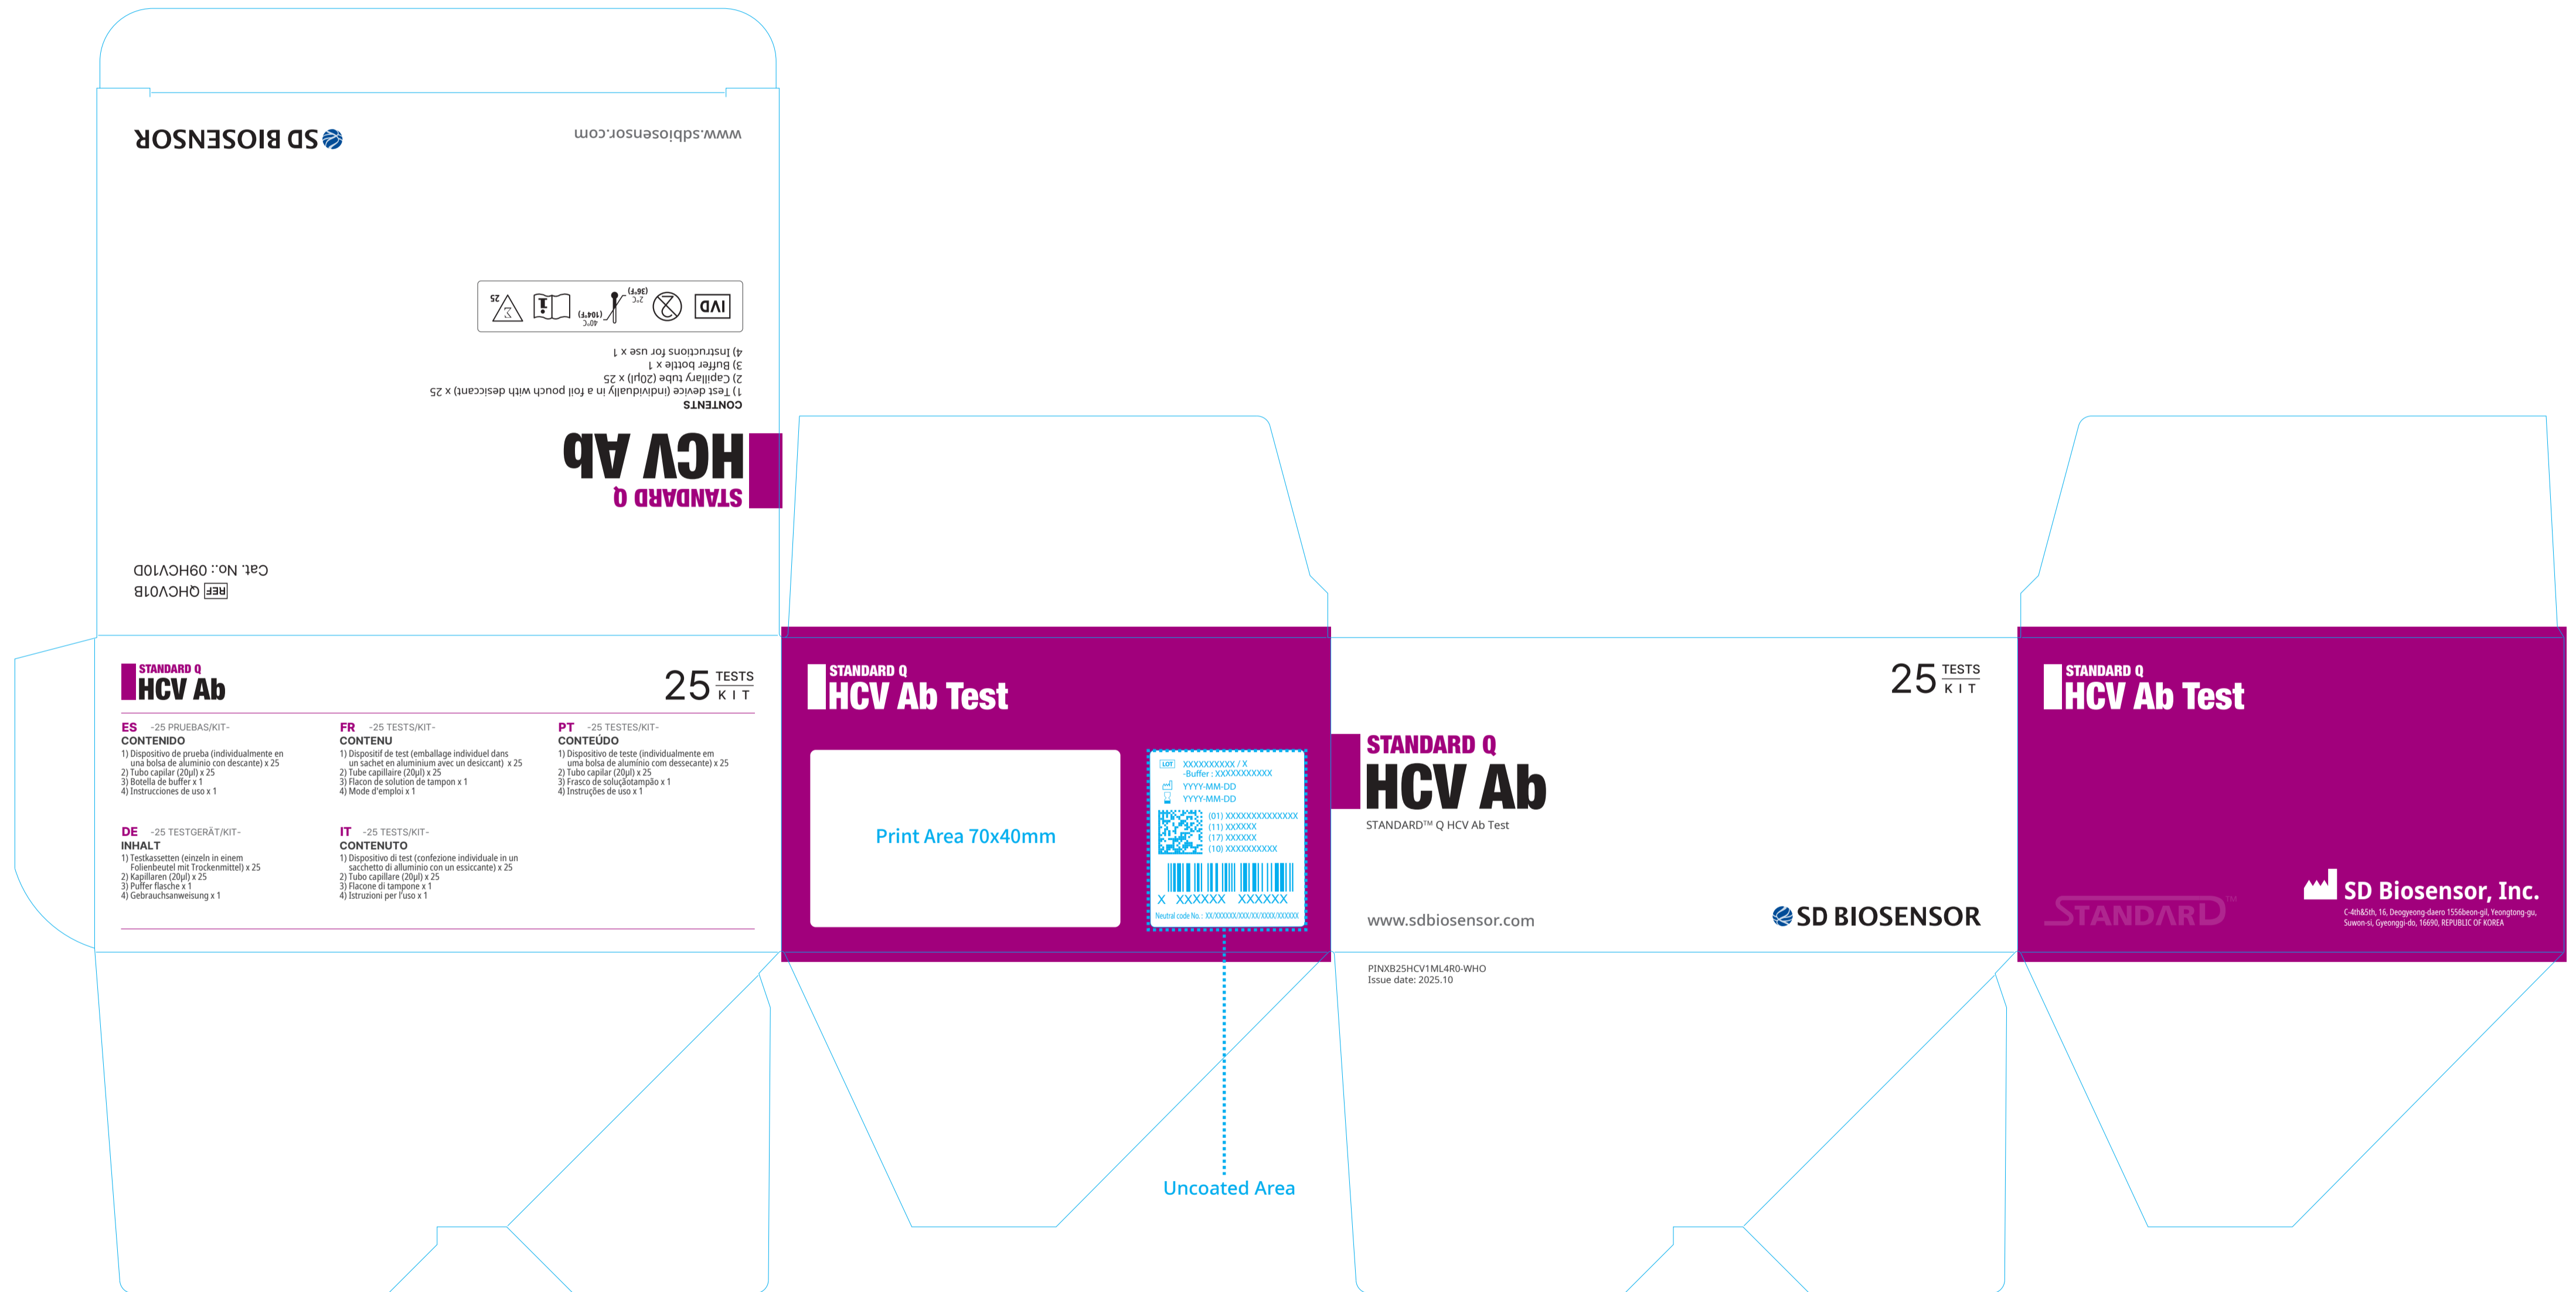 SD BIOSENSOR
www.sdbiosensor.com
IVD
2°C
(36°F)
40°C
(104°F)
25
CONTENTS
1) Test device (individually in a foil pouch with desiccant) x 25
2) Capillary tube (20μl) x 25
3) Buffer bottle x 1
4) Instructions for use x 1
STANDARD Q
HCV Ab
REF QHCV01B
Cat. No.: 09HCV10D
STANDARD Q
HCV Ab
25 TESTS
KIT
ES -25 PRUEBAS/KIT-
CONTENIDO
1) Dispositivo de prueba (individualmente en
una bolsa de aluminio con descante) x 25
2) Tubo capilar (20μl) x 25
3) Botella de buffer x 1
4) Instrucciones de uso x 1
FR -25 TESTS/KIT-
CONTENU
1) Dispositif de test (emballage individuel dans
un sachet en aluminium avec un desiccant) x 25
2) Tube capillaire (20μl) x 25
3) Flacon de solution de tampon x 1
4) Mode d'emploi x 1
PT -25 TESTES/KIT-
CONTEÚDO
1) Dispositivo de teste (individualmente em
uma bolsa de alumínio com dessecante) x 25
2) Tubo capilar (20μl) x 25
3) Frasco de soluçãotampão x 1
4) Instruções de uso x 1
DE -25 TESTGERÄT/KIT-
INHALT
1) Testkassetten (einzeln in einem
Folienbeutel mit Trockenmittel) x 25
2) Kapillaren (20μl) x 25
3) Puffer flasche x 1
4) Gebrauchsanweisung x 1
IT -25 TESTS/KIT-
CONTENUTO
1) Dispositivo di test (confezione individuale in un
sacchetto di alluminio con un essiccante) x 25
2) Tubo capillare (20μl) x 25
3) Flacone di tampone x 1
4) Istruzioni per l'uso x 1
STANDARD Q
HCV Ab Test
Print Area 70x40mm
LOT XXXXXXXXXX / X
-Buffer : XXXXXXXXXXX
YYYY-MM-DD
YYYY-MM-DD
(01) XXXXXXXXXXXXXX
(11) XXXXXX
(17) XXXXXX
(10) XXXXXXXXXX
X XXXXXX XXXXXX
Neutral code No. : XX/XXXXXX/XXX/XX/XXXX/XXXXXX
Uncoated Area
25 TESTS
KIT
STANDARD Q
HCV Ab
STANDARD™ Q HCV Ab Test
www.sdbiosensor.com
SD BIOSENSOR
PINXB25HCV1ML4R0-WHO
Issue date: 2025.10
STANDARD Q
HCV Ab Test
STANDARD™
SD Biosensor, Inc.
C-4th&5th, 16, Deogyeong-daero 1556beon-gil, Yeongtong-gu,
Suwon-si, Gyeonggi-do, 16690, REPUBLIC OF KOREA